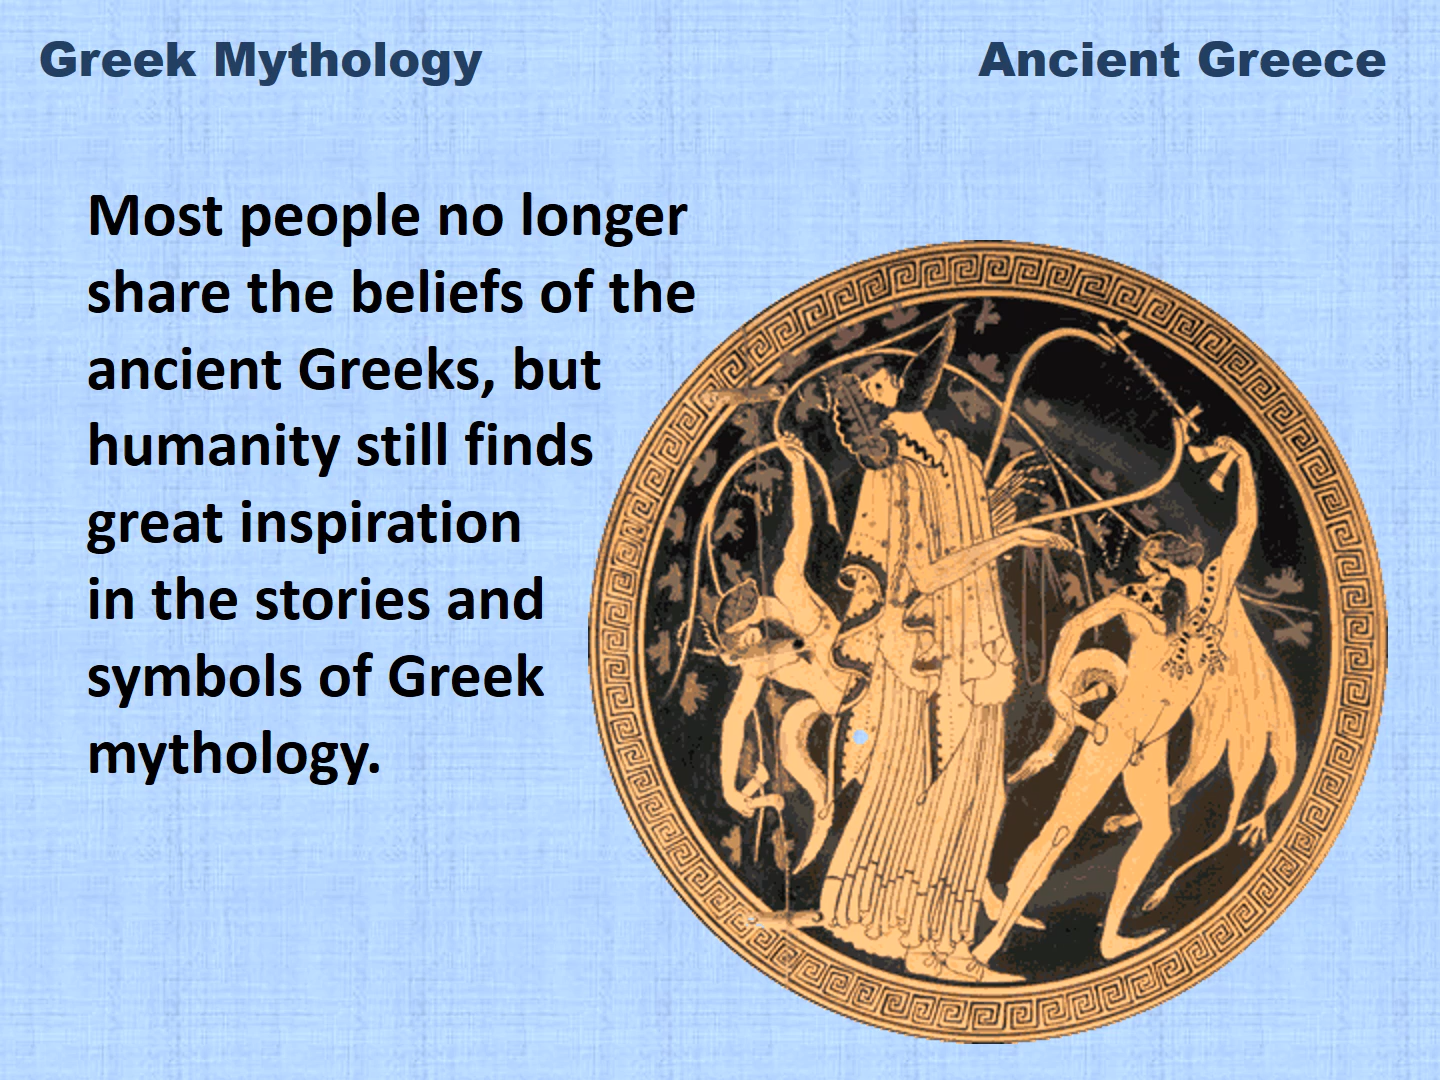 Greek Mythology
Ancient Greece
Most people no longer
share the beliefs of the
ancient Greeks, but
humanity still finds
great inspiration
in the stories and
symbols of Greek
mythology.